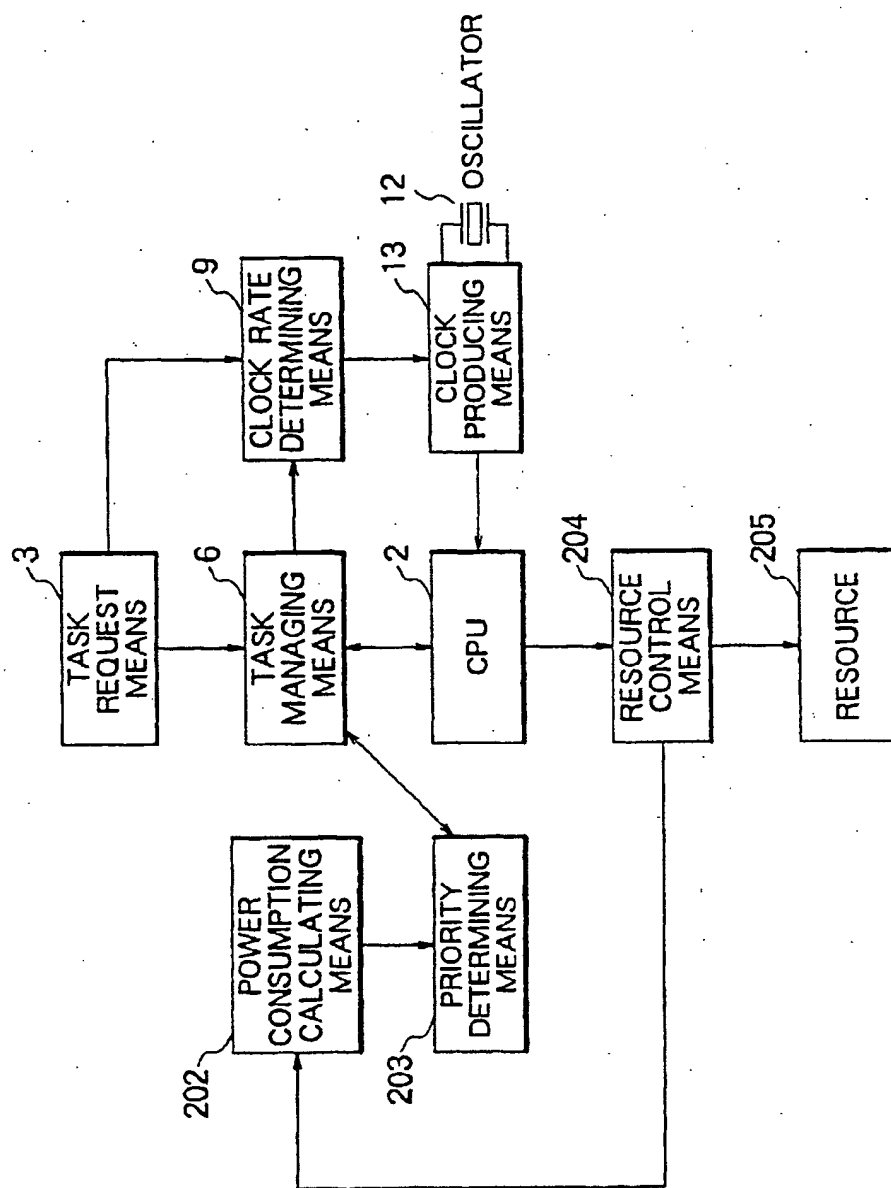 3
TASK
REQUEST
MEANS
6
TASK
MANAGING
MEANS
9
CLOCK RATE
DETERMINING
MEANS
202
POWER
CONSUMPTION
CALCULATING
MEANS
203
PRIORITY
DETERMINING
MEANS
2
CPU
13
CLOCK
PRODUCING
MEANS
12
OSCILLATOR
204
RESOURCE
CONTROL
MEANS
205
RESOURCE